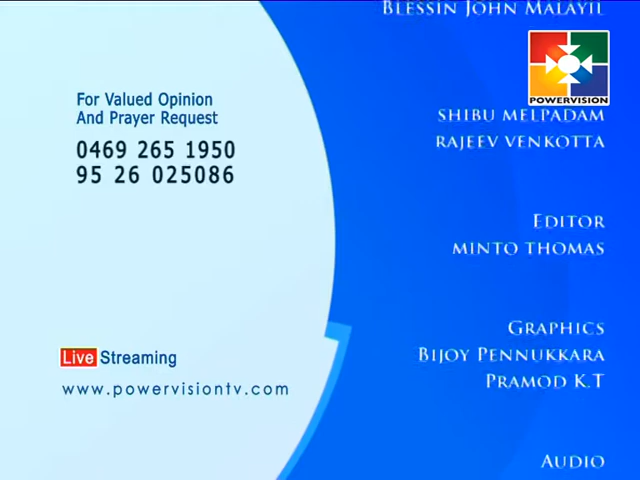 BLESSIN JOHN MALAYIL
POWERVISION
For Valued Opinion
And Prayer Request
0469 265 1950
95 26 025086
SHIBU MELPADAM
RAJEEV VENKOTTA
EDITOR
MINTO THOMAS
GRAPHICS
BIJOY PENNUKKARA
PRAMOD K.T
Live Streaming
www.powervisiontv.com
AUDIO